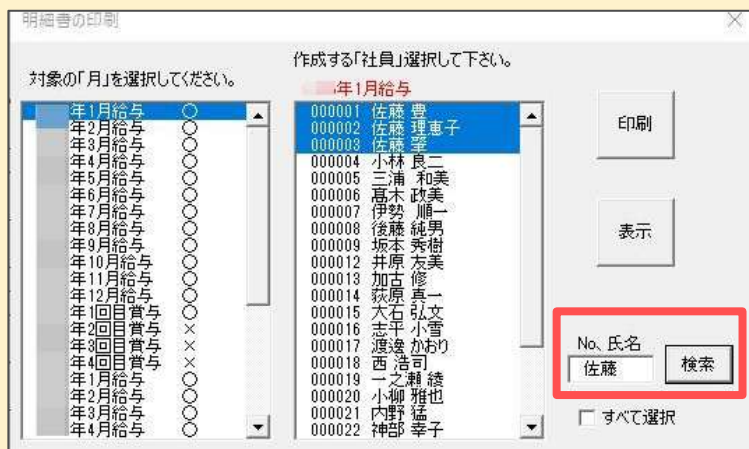 明細書の印刷
作成する「社員」選択して下さい。
対象の「月」を選択してください。
年1月給与
年1月給与 ○
年2月給与 ○
年3月給与 ○
年4月給与 ○
年5月給与 ○
年6月給与 ○
年7月給与 ○
年8月給与 ○
年9月給与 ○
年10月給与 ○
年11月給与 ○
年12月給与 ○
年1回目賞与 ○
年2回目賞与 ×
年3回目賞与 ×
年4回目賞与 ×
年1月給与 ○
年2月給与 ○
年3月給与 ○
年4月給与 ○
000001 佐藤 豊
000002 佐藤 理恵子
000003 佐藤 肇
000004 小林 良二
000005 三浦 和美
000006 髙木 政美
000007 伊勢 順一
000008 後藤 純男
000009 坂本 秀樹
000012 井原 友美
000013 加古 修
000014 荻原 真一
000015 大石 弘文
000016 志平 小雪
000017 渡邊 かおり
000018 西 浩司
000019 一之瀬 綾
000020 小柳 雅也
000021 内野 猛
000022 神部 幸子
印刷
表示
No、氏名
佐藤
検索
すべて選択